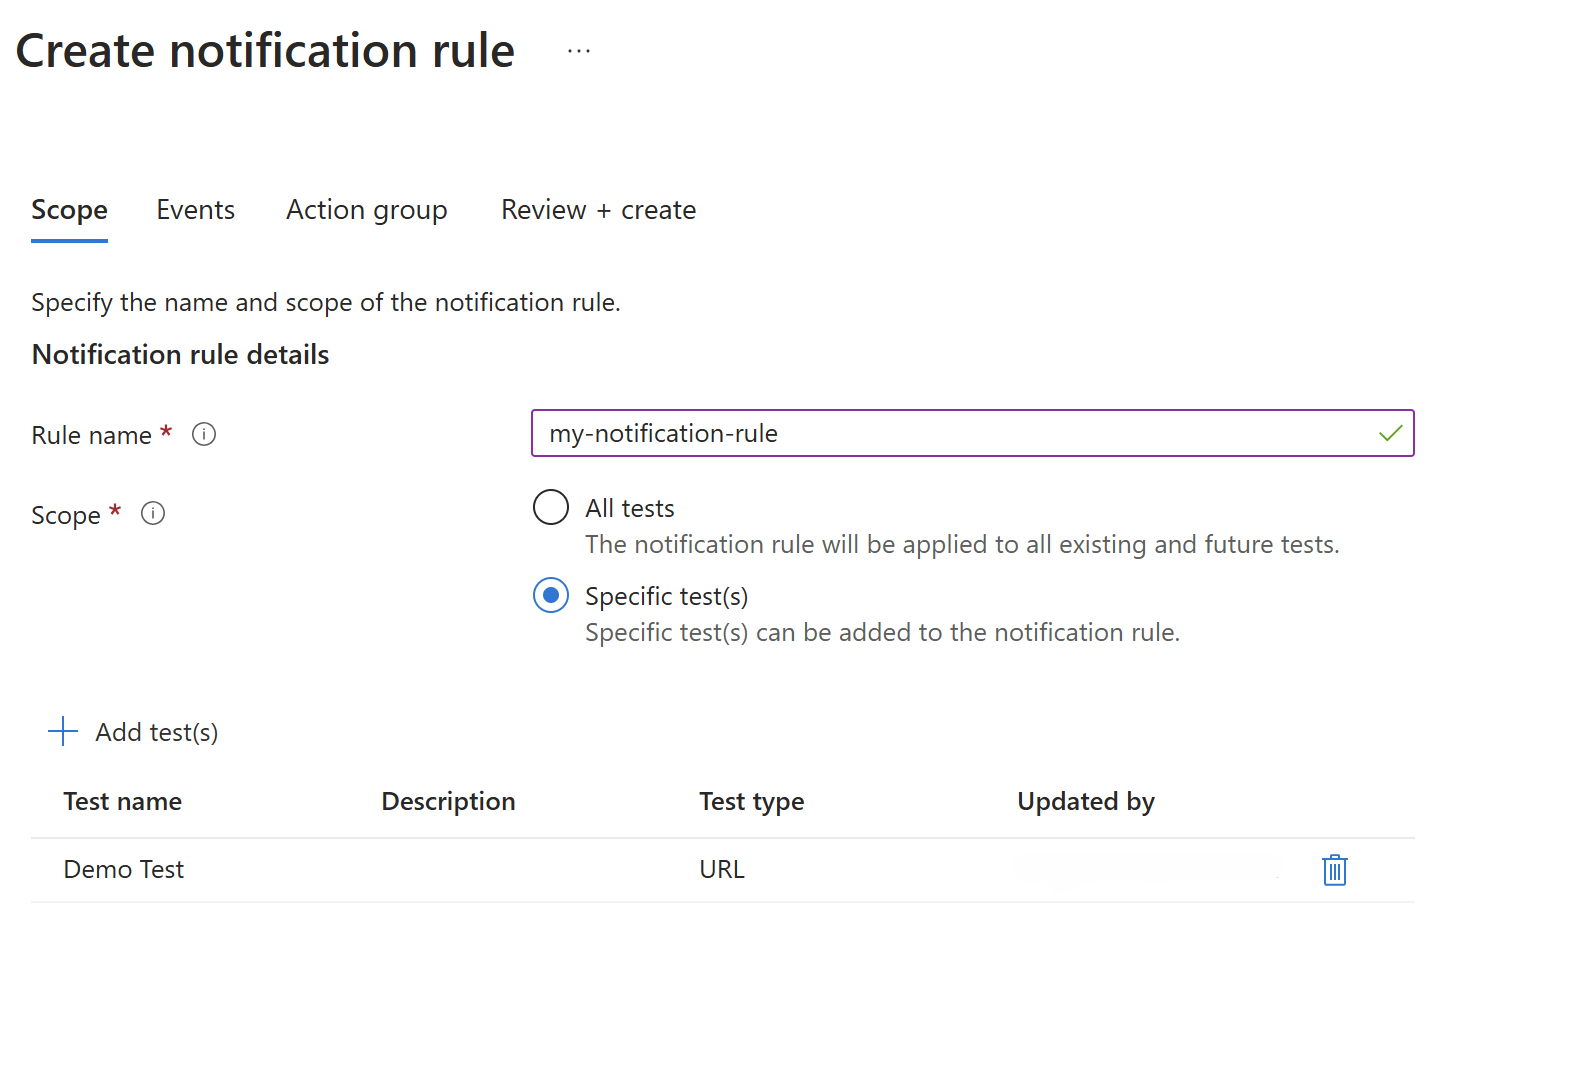 Create notification rule ...
Scope Events Action group Review + create
Specify the name and scope of the notification rule.
Notification rule details
Rule name * my-notification-rule
Scope * All tests
The notification rule will be applied to all existing and future tests.
Specific test(s)
Specific test(s) can be added to the notification rule.
Add test(s)
Test name Description Test type Updated by
Demo Test URL